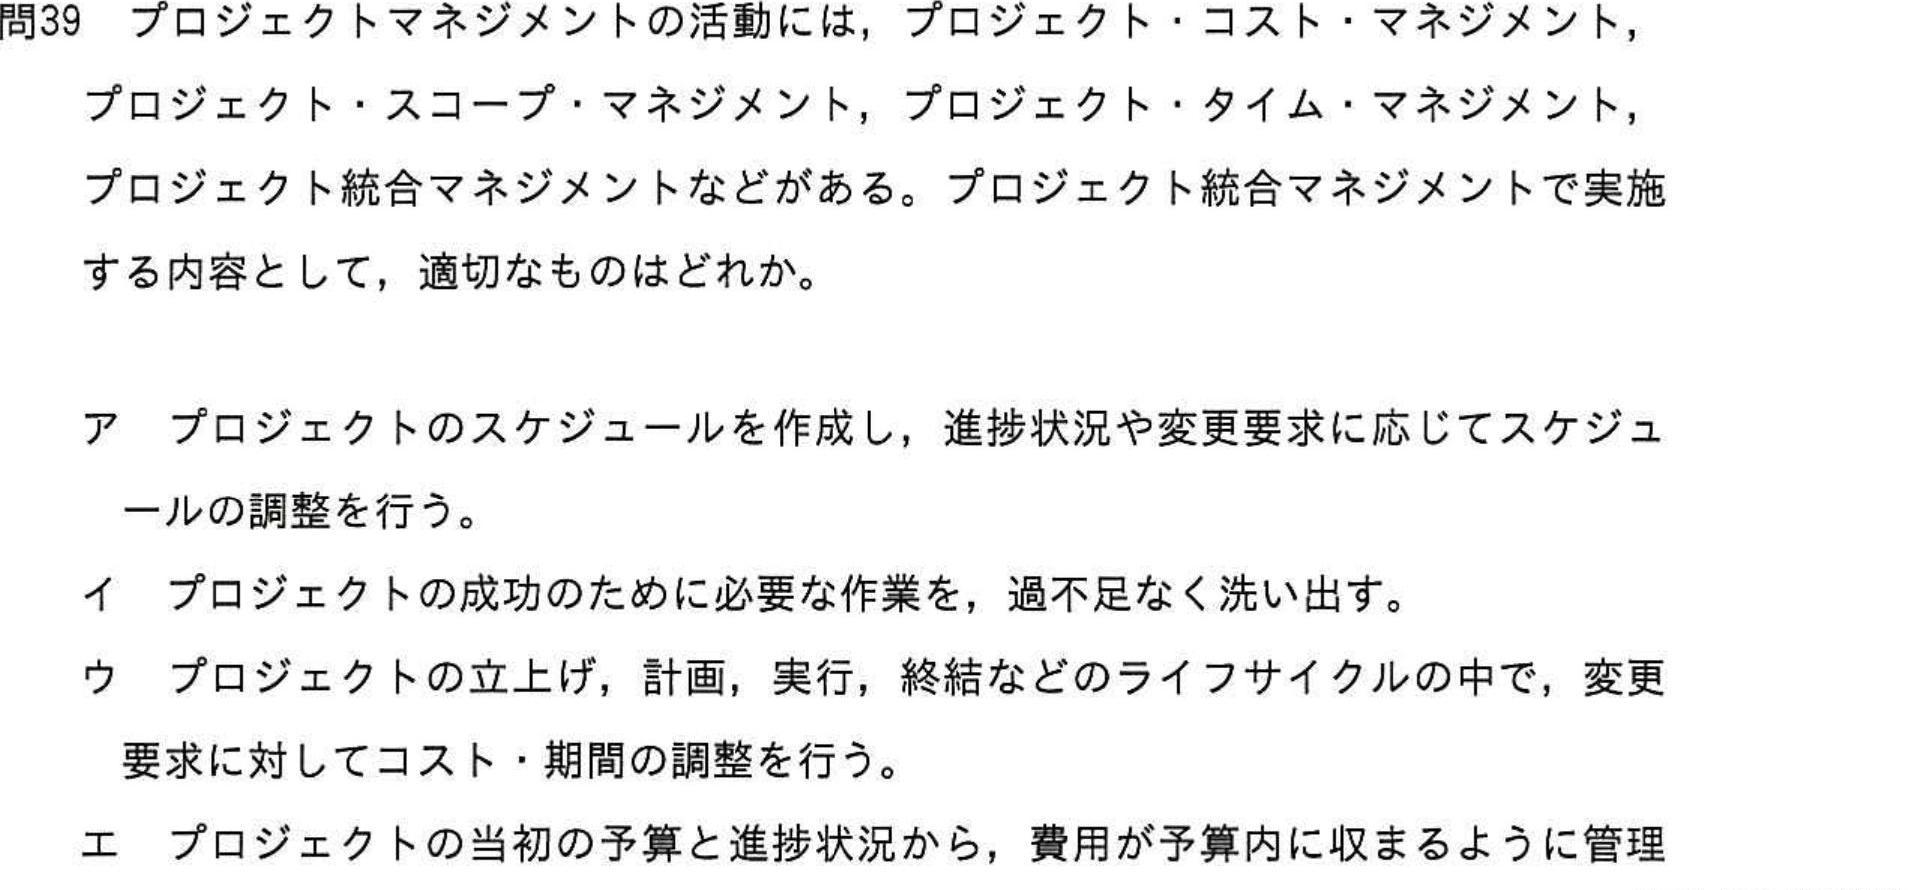 問39　プロジェクトマネジメントの活動には，プロジェクト・コスト・マネジメント，
プロジェクト・スコープ・マネジメント，プロジェクト・タイム・マネジメント，
プロジェクト統合マネジメントなどがある。プロジェクト統合マネジメントで実施
する内容として，適切なものはどれか。
ア　プロジェクトのスケジュールを作成し，進捗状況や変更要求に応じてスケジュ
ールの調整を行う。
イ　プロジェクトの成功のために必要な作業を，過不足なく洗い出す。
ウ　プロジェクトの立上げ，計画，実行，終結などのライフサイクルの中で，変更
要求に対してコスト・期間の調整を行う。
エ　プロジェクトの当初の予算と進捗状況から，費用が予算内に収まるように管理